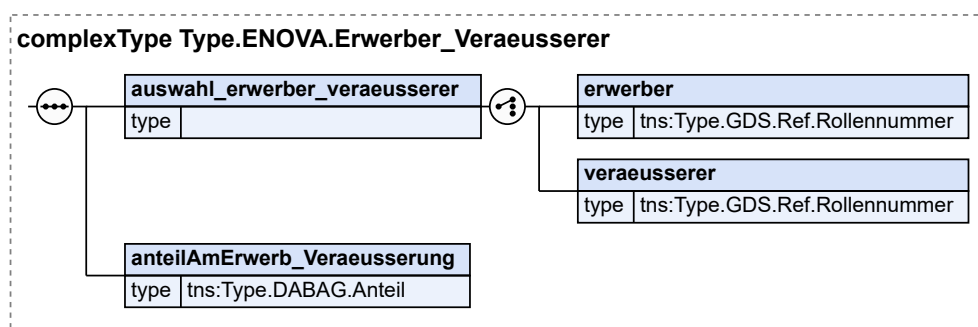 complexType Type.ENOVA.Erwerber_Veraeusserer
auswahl_erwerber_veraeusserer
type
erwerber
type tns:Type.GDS.Ref.Rollennummer
veraeusserer
type tns:Type.GDS.Ref.Rollennummer
anteilAmErwerb_Veraeusserung
type tns:Type.DABAG.Anteil